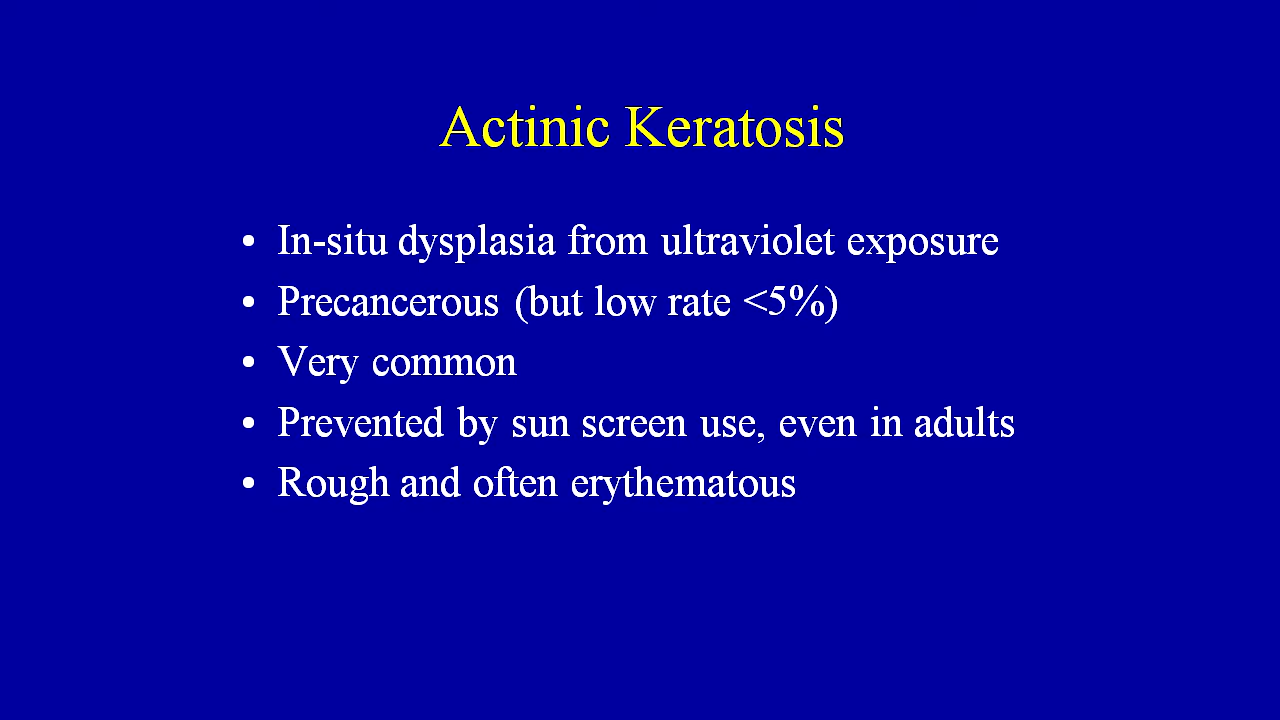 Actinic Keratosis
• In-situ dysplasia from ultraviolet exposure
• Precancerous (but low rate <5%)
• Very common
• Prevented by sun screen use, even in adults
• Rough and often erythematous